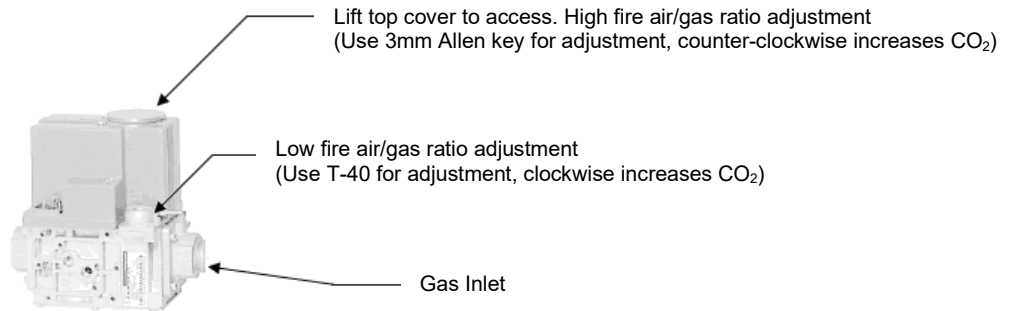 Lift top cover to access. High fire air/gas ratio adjustment
(Use 3mm Allen key for adjustment, counter-clockwise increases CO₂)
Low fire air/gas ratio adjustment
(Use T-40 for adjustment, clockwise increases CO₂)
Gas Inlet